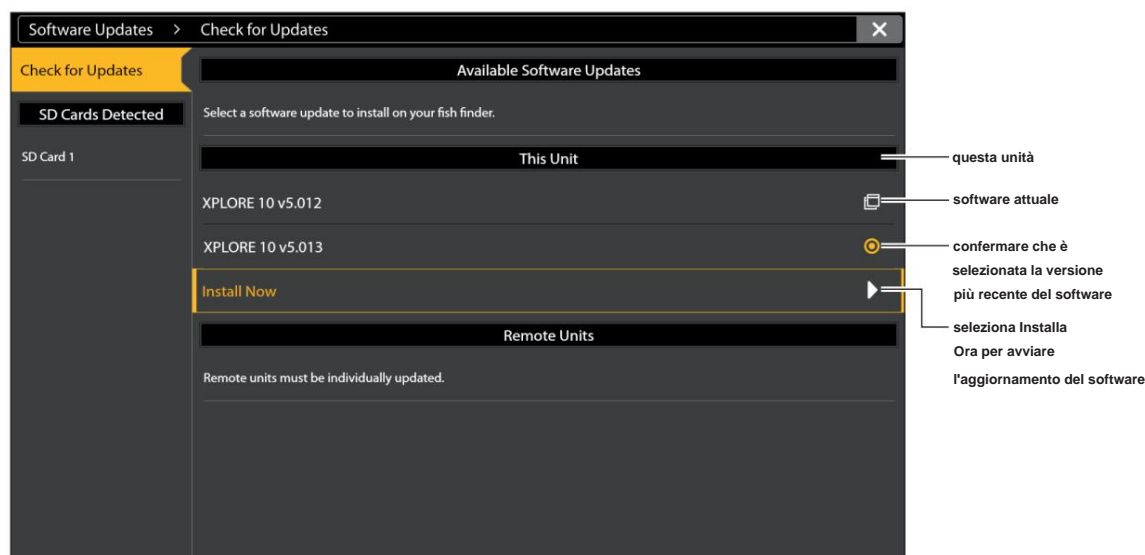 Software Updates > Check for Updates
Check for Updates
SD Cards Detected
SD Card 1
Available Software Updates
Select a software update to install on your fish finder.
This Unit
XPLORE 10 v5.012
XPLORE 10 v5.013
Install Now
Remote Units
Remote units must be individually updated.
questa unità
software attuale
confermare che è
selezionata la versione
più recente del software
seleziona Installa
Ora per avviare
l'aggiornamento del software